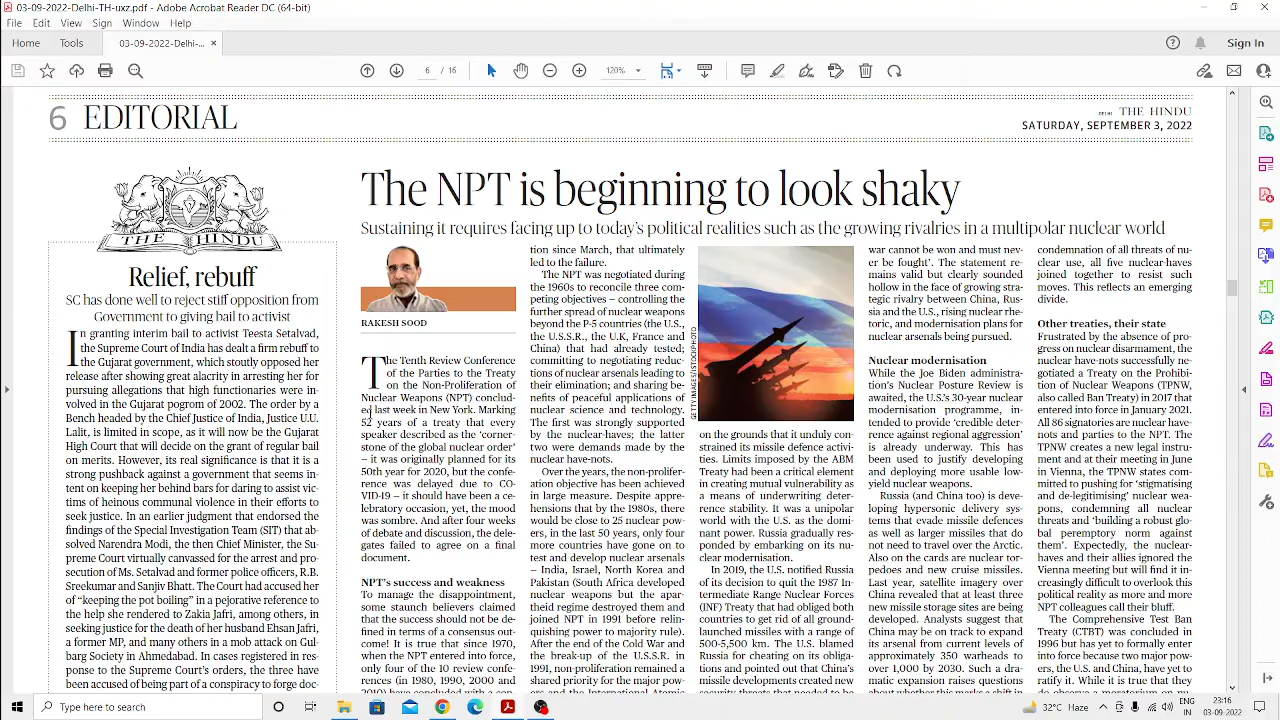 03-09-2022-Delhi-TH-uxz.pdf - Adobe Acrobat Reader DC (64-bit)
File Edit View Sign Window Help
Home Tools 03-09-2022-Delhi-... × Sign In
6 / 16 120%
6 EDITORIAL
DELHI THE HINDU
SATURDAY, SEPTEMBER 3, 2022
THE HINDU
Relief, rebuff
SC has done well to reject stiff opposition from
Government to giving bail to activist
In granting interim bail to activist Teesta Setalvad,
the Supreme Court of India has dealt a firm rebuff to
the Gujarat government, which stoutly opposed her
release after showing great alacrity in arresting her for
pursuing allegations that high functionaries were in-
volved in the Gujarat pogrom of 2002. The order by a
Bench headed by the Chief Justice of India, Justice U.U.
Lalit, is limited in scope, as it will now be the Gujarat
High Court that will decide on the grant of regular bail
on merits. However, its real significance is that it is a
strong pushback against a government that seems in-
tent on keeping her behind bars for daring to assist vic-
tims of heinous communal violence in their efforts to
seek justice. In an earlier judgment that endorsed the
findings of the Special Investigation Team (SIT) that ab-
solved Narendra Modi, the then Chief Minister, the Su-
preme Court virtually canvassed for the arrest and pro-
secution of Ms. Setalvad and former police officers, R.B.
Sreekumar and Sanjiv Bhatt. The Court had accused her
of “keeping the pot boiling” in a pejorative reference to
the help she rendered to Zakia Jafri, among others, in
seeking justice for the death of her husband Ehsan Jafri,
a former MP, and many others in a mob attack on Gul-
barg Society in Ahmedabad. In cases registered in res-
ponse to the Supreme Court's orders, the three have
been accused of being part of a conspiracy to forge doc-
The NPT is beginning to look shaky
Sustaining it requires facing up to today's political realities such as the growing rivalries in a multipolar nuclear world
RAKESH SOOD
The Tenth Review Conference
of the Parties to the Treaty
on the Non-Proliferation of
Nuclear Weapons (NPT) conclud-
ed last week in New York. Marking
52 years of a treaty that every
speaker described as the ‘corner-
stone of the global nuclear order’
– it was originally planned for its
50th year for 2020, but the confe-
rence was delayed due to CO-
VID-19 – it should have been a ce-
lebratory occasion, yet, the mood
was sombre. And after four weeks
of debate and discussion, the dele-
gates failed to agree on a final
document.
NPT's success and weakness
To manage the disappointment,
some staunch believers claimed
that the success should not be de-
fined in terms of a consensus out-
come! It is true that since 1970,
when the NPT entered into force,
only four of the 10 review confe-
rences (in 1980, 1990, 2000 and
2010) have concluded with a con-
tion since March, that ultimately
led to the failure.
The NPT was negotiated during
the 1960s to reconcile three com-
peting objectives – controlling the
further spread of nuclear weapons
beyond the P-5 countries (the U.S.,
the U.S.S.R., the U.K, France and
China) that had already tested;
committing to negotiating reduc-
tions of nuclear arsenals leading to
their elimination; and sharing be-
nefits of peaceful applications of
nuclear science and technology.
The first was strongly supported
by the nuclear-haves; the latter
two were demands made by the
nuclear have-nots.
Over the years, the non-prolifer-
ation objective has been achieved
in large measure. Despite appre-
hensions that by the 1980s, there
would be close to 25 nuclear pow-
ers, in the last 50 years, only four
more countries have gone on to
test and develop nuclear arsenals
– India, Israel, North Korea and
Pakistan (South Africa developed
nuclear weapons but the apar-
theid regime destroyed them and
joined NPT in 1991 before relin-
quishing power to majority rule).
After the end of the Cold War and
the break-up of the U.S.S.R. in
1991, non-proliferation remained a
shared priority for the major pow-
ers and the International Atomic
GETTY IMAGES/ISTOCKPHOTO
on the grounds that it unduly con-
strained its missile defence activi-
ties. Limits imposed by the ABM
Treaty had been a critical element
in creating mutual vulnerability as
a means of underwriting deter-
rence stability. It was a unipolar
world with the U.S. as the domi-
nant power. Russia gradually res-
ponded by embarking on its nu-
clear modernisation.
In 2019, the U.S. notified Russia
of its decision to quit the 1987 In-
termediate Range Nuclear Forces
(INF) Treaty that had obliged both
countries to get rid of all ground-
launched missiles with a range of
500-5,500 km. The U.S. blamed
Russia for cheating on its obliga-
tions and pointed out that China's
missile developments created new
security threats that needed to be
war cannot be won and must nev-
er be fought’. The statement re-
mains valid but clearly sounded
hollow in the face of growing stra-
tegic rivalry between China, Rus-
sia and the U.S., rising nuclear rhe-
toric, and modernisation plans for
nuclear arsenals being pursued.
Nuclear modernisation
While the Joe Biden administra-
tion's Nuclear Posture Review is
awaited, the U.S.'s 30-year nuclear
modernisation programme, in-
tended to provide ‘credible deter-
rence against regional aggression’
is already underway. This has
been used to justify developing
and deploying more usable low-
yield nuclear weapons.
Russia (and China too) is deve-
loping hypersonic delivery sys-
tems that evade missile defences
as well as larger missiles that do
not need to travel over the Arctic.
Also on the cards are nuclear tor-
pedoes and new cruise missiles.
Last year, satellite imagery over
China revealed that at least three
new missile storage sites are being
developed. Analysts suggest that
China may be on track to expand
its arsenal from current levels of
approximately 350 warheads to
over 1,000 by 2030. Such a dra-
matic expansion raises questions
about whether this marks a shift in
condemnation of all threats of nu-
clear use, all five nuclear-haves
joined together to resist such
moves. This reflects an emerging
divide.
Other treaties, their state
Frustrated by the absence of pro-
gress on nuclear disarmament, the
nuclear have-nots successfully ne-
gotiated a Treaty on the Prohibi-
tion of Nuclear Weapons (TPNW,
also called Ban Treaty) in 2017 that
entered into force in January 2021.
All 86 signatories are nuclear have-
nots and parties to the NPT. The
TPNW creates a new legal instru-
ment and at their meeting in June
in Vienna, the TPNW states com-
mitted to pushing for ‘stigmatising
and de-legitimising’ nuclear wea-
pons, condemning all nuclear
threats and ‘building a robust glo-
bal peremptory norm against
them’. Expectedly, the nuclear-
haves and their allies ignored the
Vienna meeting but will find it in-
creasingly difficult to overlook this
political reality as more and more
NPT colleagues call their bluff.
The Comprehensive Test Ban
Treaty (CTBT) was concluded in
1996 but has yet to formally enter
into force because two major pow-
ers, the U.S. and China, have yet to
ratify it. While it is true that they
Type here to search
32°C Haze
ENG
IN
23:16
03-09-2022